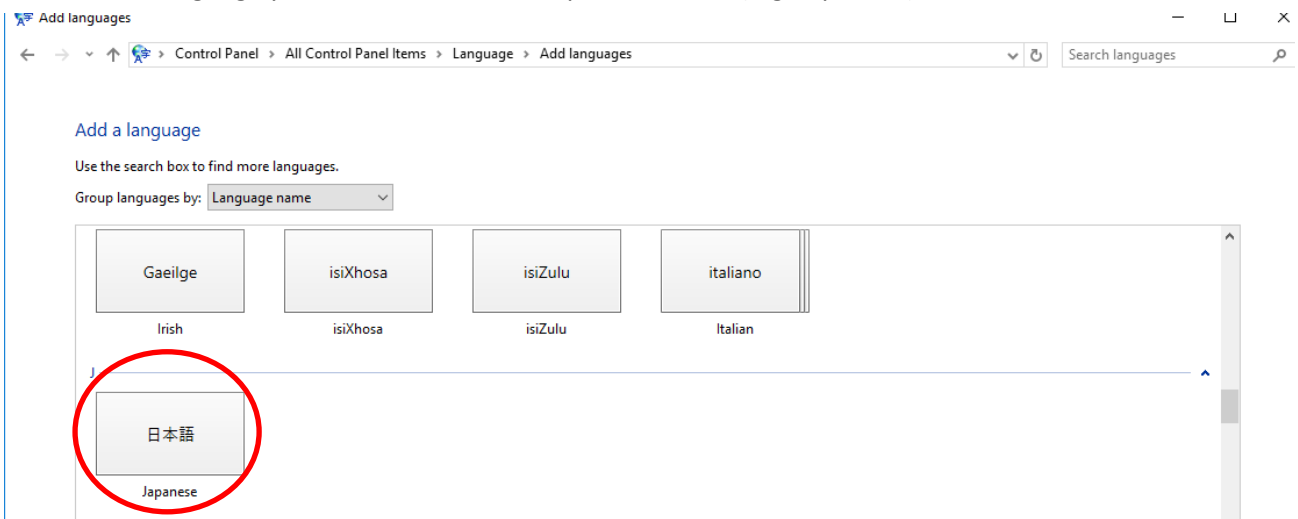 Add languages
Control Panel > All Control Panel Items > Language > Add languages
Search languages
Add a language
Use the search box to find more languages.
Group languages by: Language name
Gaeilge isiXhosa isiZulu italiano
Irish isiXhosa isiZulu Italian
J
日本語
Japanese